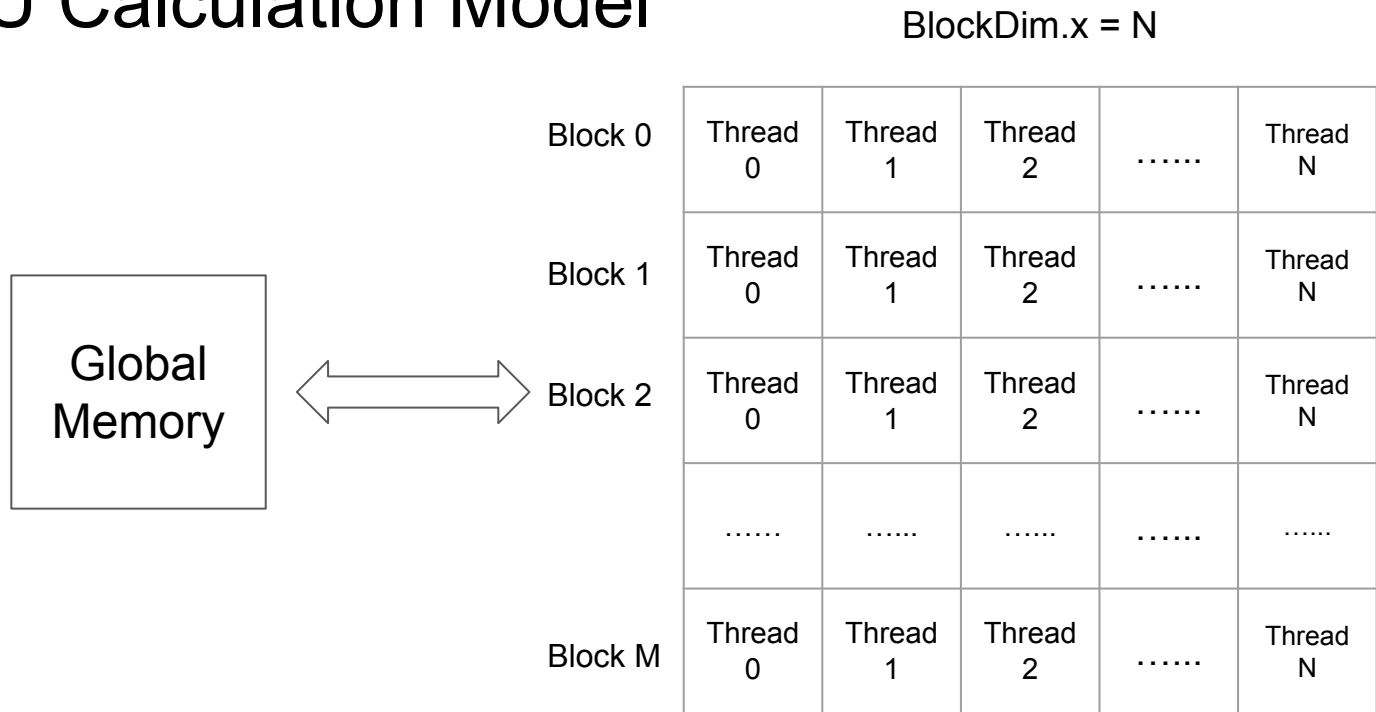 U Calculation Model
BlockDim.x = N
Block 0
Thread
0
Thread
1
Thread
2
......
Thread
N
Block 1
Thread
0
Thread
1
Thread
2
......
Thread
N
Global
Memory
Block 2
Thread
0
Thread
1
Thread
2
......
Thread
N
......
......
......
......
......
Block M
Thread
0
Thread
1
Thread
2
......
Thread
N